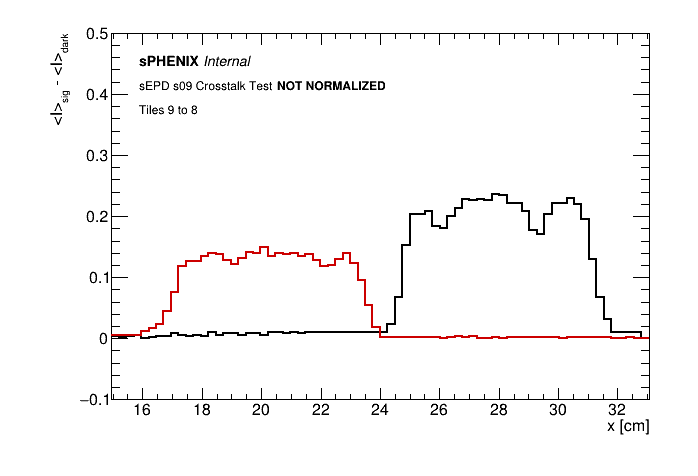 <I>sig - <I>dark
0.5
0.4
0.3
0.2
0.1
0
−0.1
sPHENIX Internal
sEPD s09 Crosstalk Test NOT NORMALIZED
Tiles 9 to 8
16 18 20 22 24 26 28 30 32
x [cm]